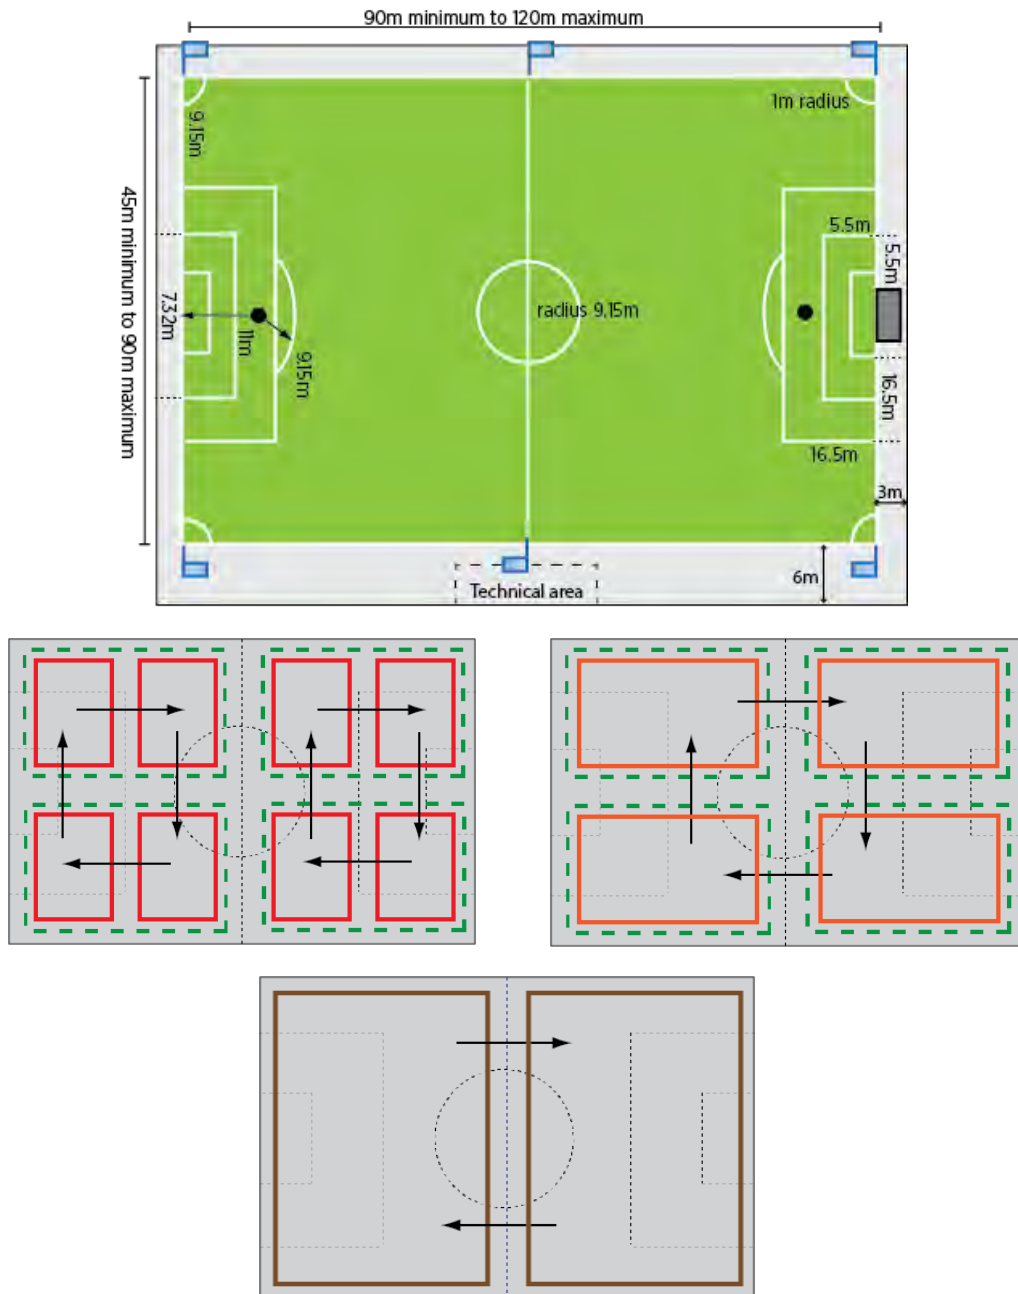 90m minimum to 120m maximum
1m radius
9.15m
45m minimum to 90m maximum
5.5m
5.5m
7.32m
11m
9.15m
radius 9.15m
16.5m
16.5m
3m
6m
Technical area